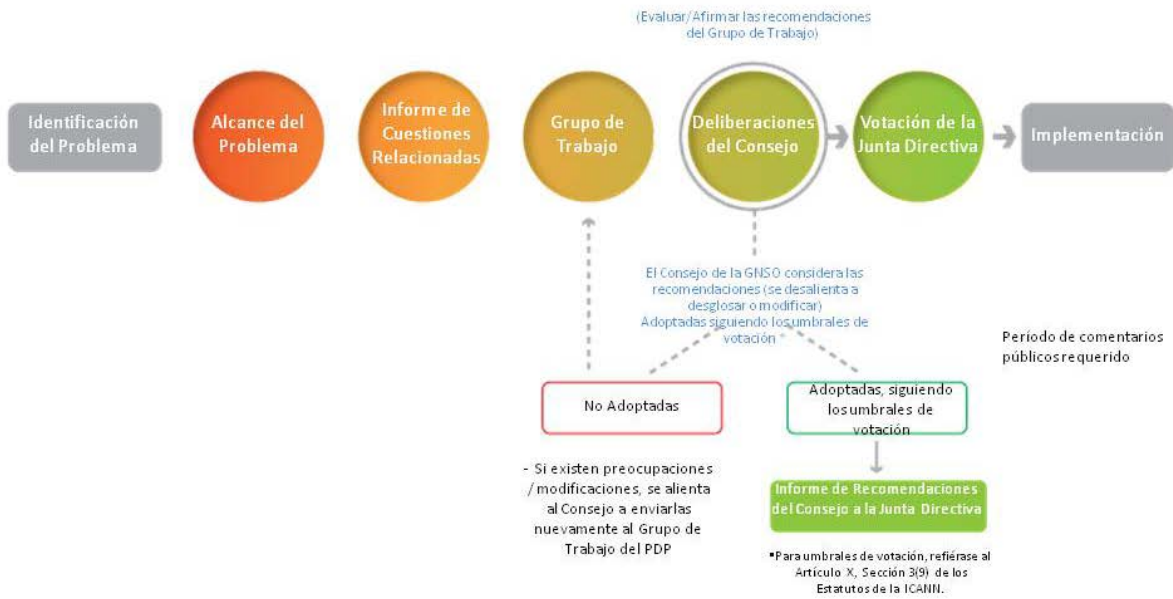 (Evaluar/Afirmar las recomendaciones
del Grupo de Trabajo)
Identificación
del Problema
Alcance del
Problema
Informe de
Cuestiones
Relacionadas
Grupo de
Trabajo
Deliberaciones
del Consejo
Votación de la
Junta Directiva
Implementación
El Consejo de la GNSO considera las
recomendaciones (se desalienta a
desglosar o modificar)
Adoptadas siguiendo los umbrales de
votación *
Período de comentarios
públicos requerido
No Adoptadas
Adoptadas, siguiendo
los umbrales de
votación
- Si existen preocupaciones
/ modificaciones, se alienta
al Consejo a enviarlas
nuevamente al Grupo de
Trabajo del PDP
Informe de Recomendaciones
del Consejo a la Junta Directiva
*Para umbrales de votación, refiérase al
Artículo X, Sección 3(9) de los
Estatutos de la ICANN.